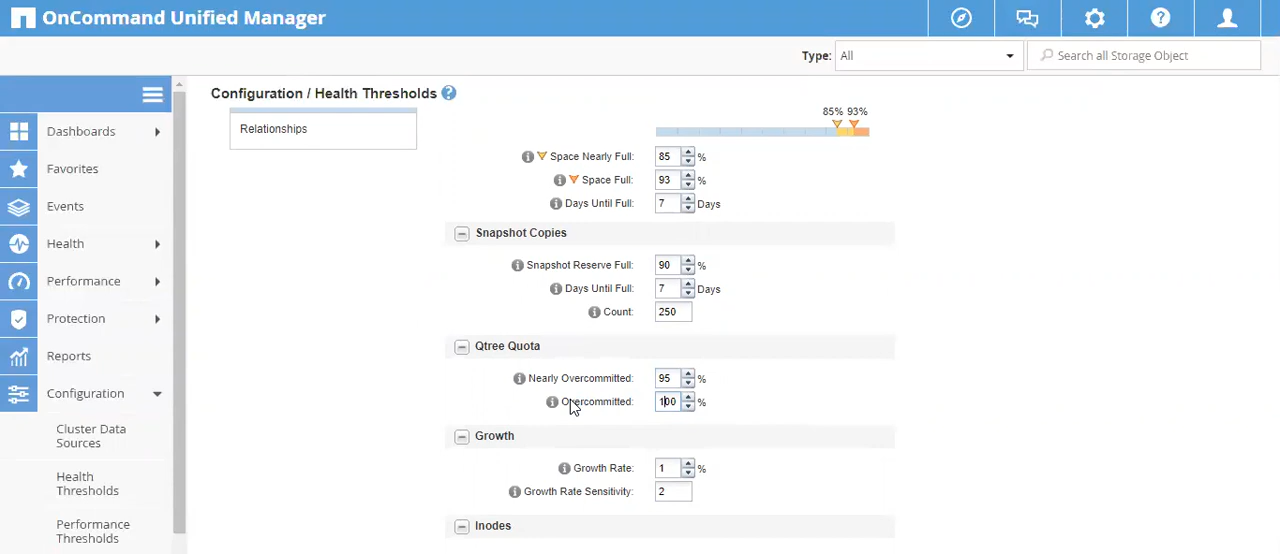 OnCommand Unified Manager
Type: All Search all Storage Object
Configuration / Health Thresholds ?
Relationships
85% 93%
Space Nearly Full: 85 %
Space Full: 93 %
Days Until Full: 7 Days
Snapshot Copies
Snapshot Reserve Full: 90 %
Days Until Full: 7 Days
Count: 250
Qtree Quota
Nearly Overcommitted: 95 %
Overcommitted: 100 %
Growth
Growth Rate: 1 %
Growth Rate Sensitivity: 2
Inodes
Dashboards
Favorites
Events
Health
Performance
Protection
Reports
Configuration
Cluster Data
Sources
Health
Thresholds
Performance
Thresholds